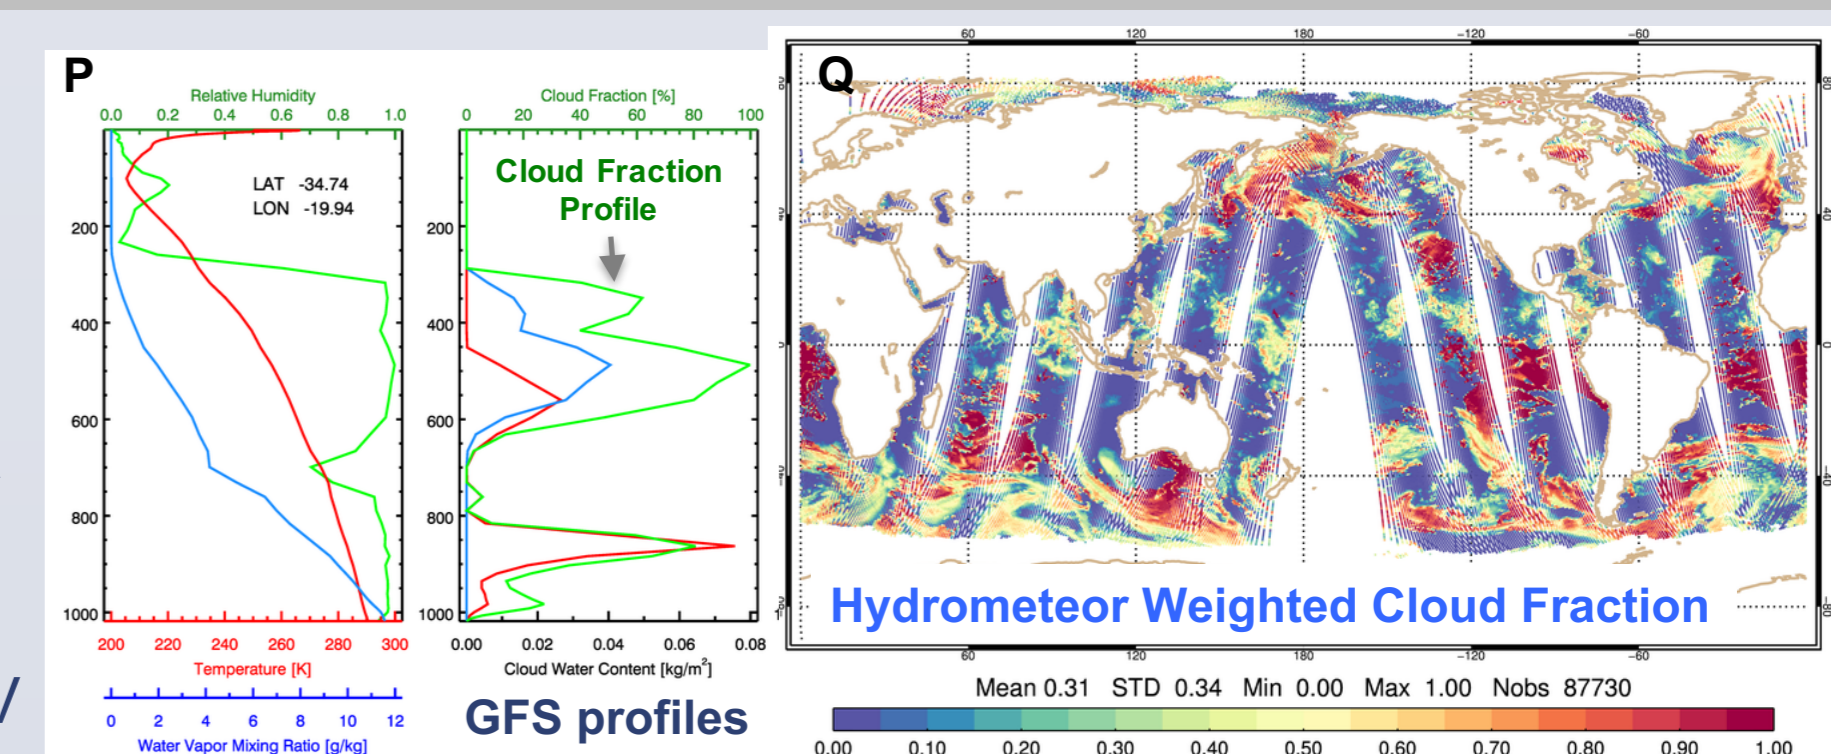 P
Relative Humidity
0.0 0.2 0.4 0.6 0.8 1.0
LAT -34.74
LON -19.94
200
400
600
800
1000
200 220 240 260 280 300
Temperature [K]
0 2 4 6 8 10 12
Water Vapor Mixing Ratio [g/kg]
Cloud Fraction [%]
0 20 40 60 80 100
Cloud Fraction
Profile
200
400
600
800
1000
0.00 0.02 0.04 0.06 0.08
Cloud Water Content [kg/m²]
GFS profiles
Q
60 120 180 -120 -60
40
0
Hydrometeor Weighted Cloud Fraction
60 120 180 -120 -60
Mean 0.31 STD 0.34 Min 0.00 Max 1.00 Nobs 87730
0.00 0.10 0.20 0.30 0.40 0.50 0.60 0.70 0.80 0.90 1.00